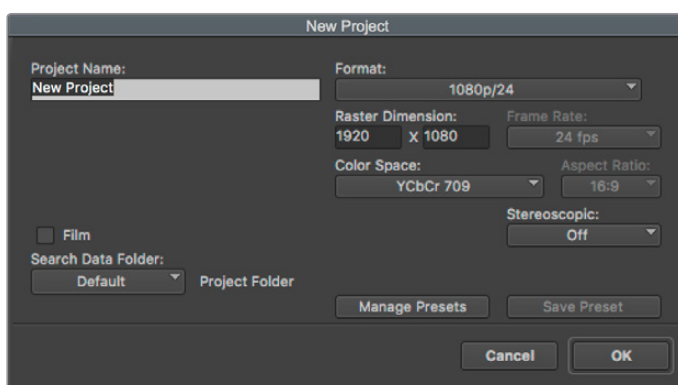 New Project
Project Name:
New Project
Format:
1080p/24
Raster Dimension:
1920 x 1080
Frame Rate:
24 fps
Color Space:
YCbCr 709
Aspect Ratio:
16:9
Stereoscopic:
Off
Film
Search Data Folder:
Default
Project Folder
Manage Presets
Save Preset
Cancel
OK